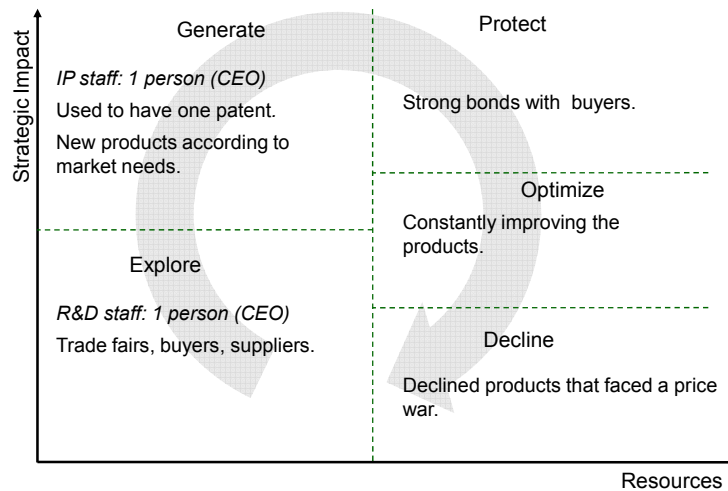 Strategic Impact
Generate
IP staff: 1 person (CEO)
Used to have one patent.
New products according to
market needs.
Protect
Strong bonds with  buyers.
Optimize
Constantly improving the
products.
Explore
R&D staff: 1 person (CEO)
Trade fairs, buyers, suppliers.
Decline
Declined products that faced a price
war.
Resources